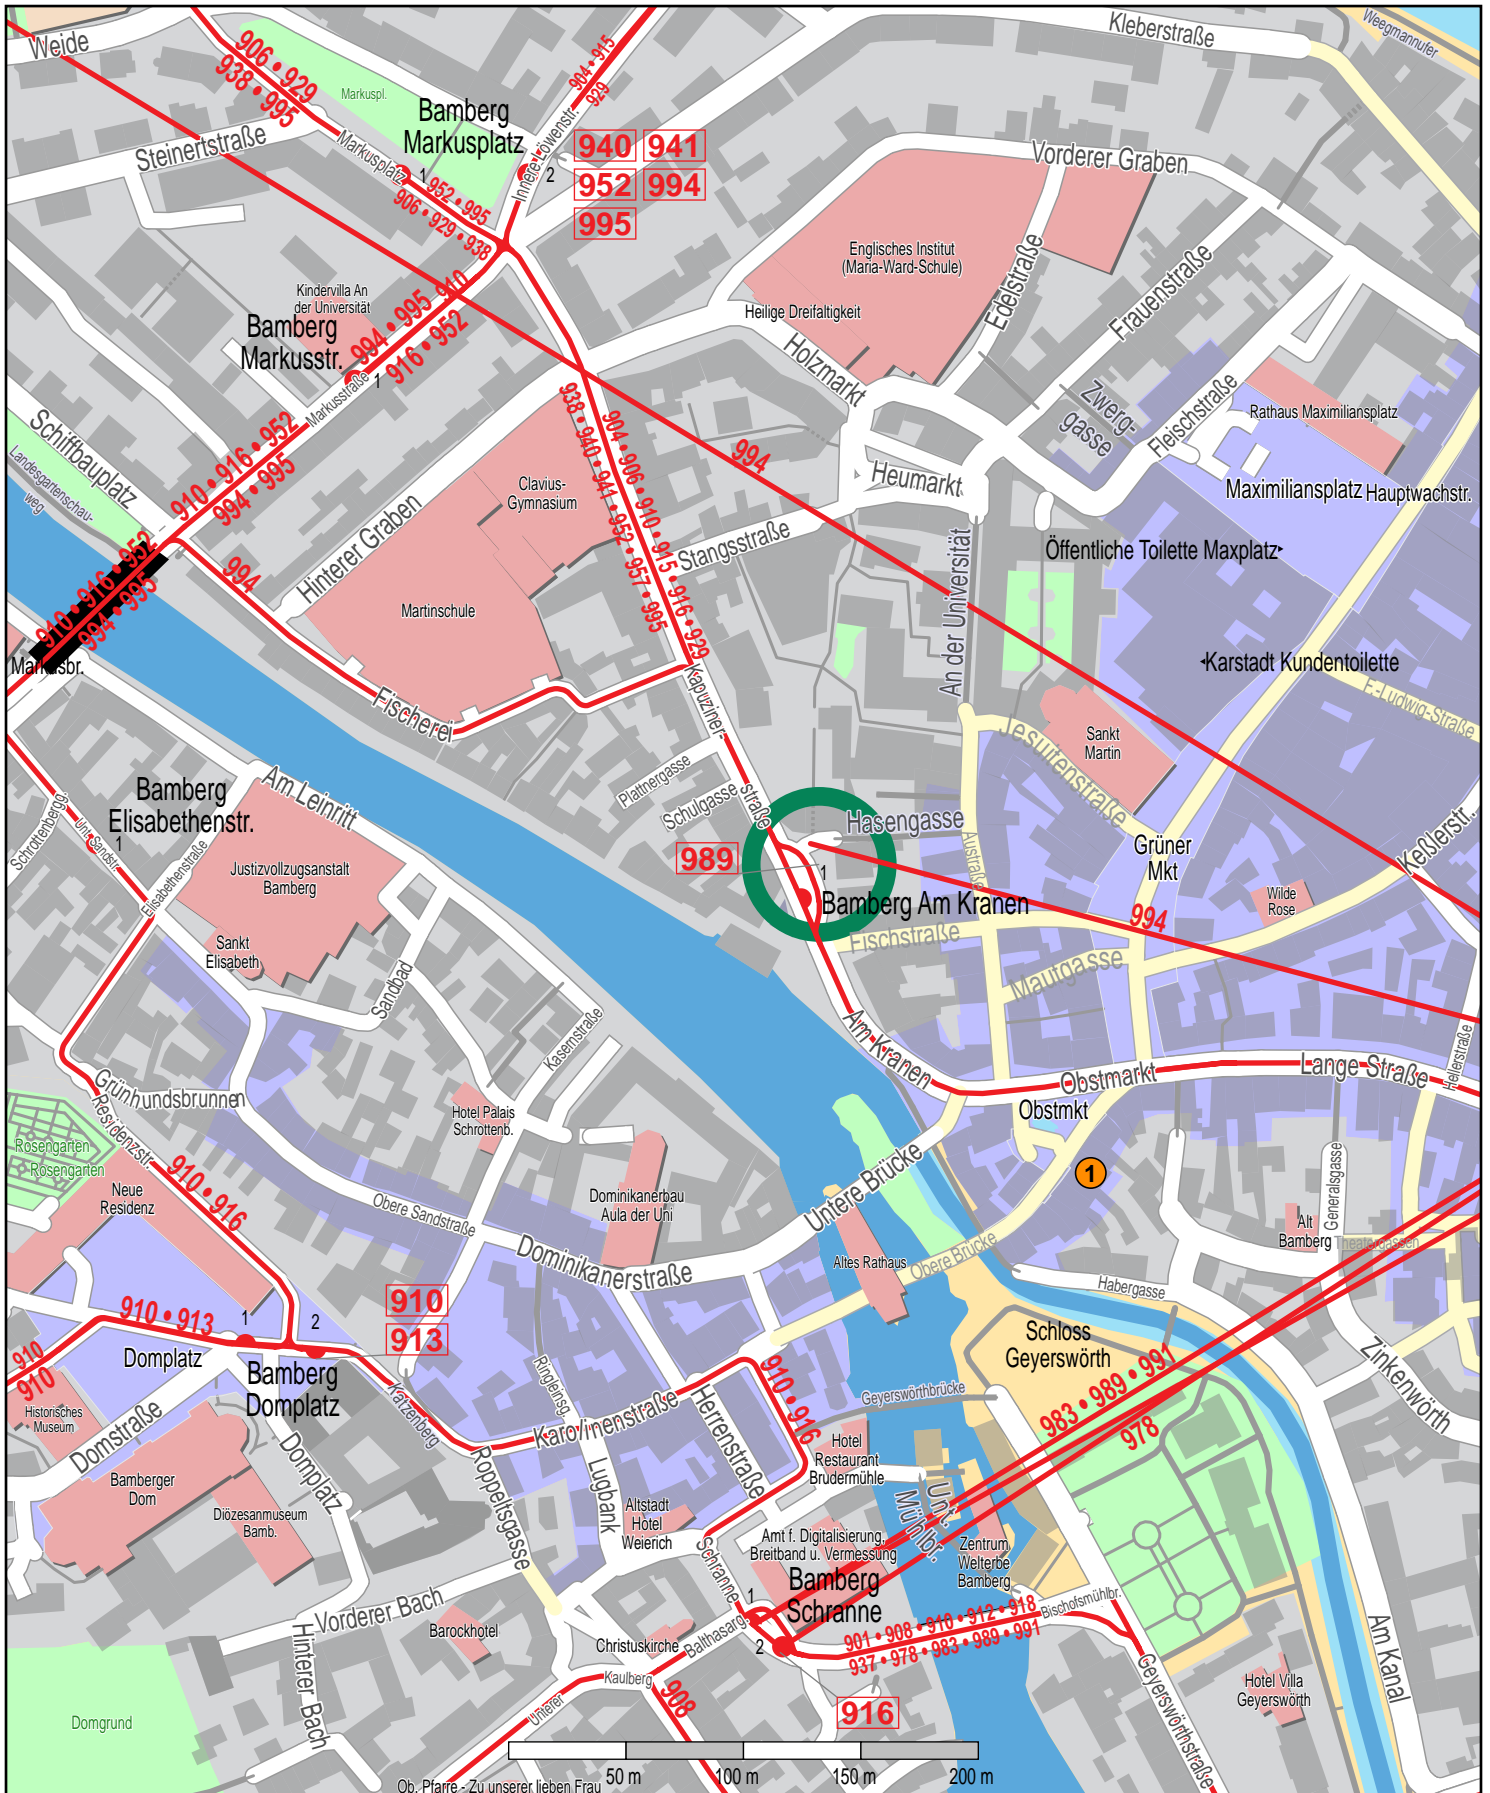 Weide
906 • 929
938 • 995
Markuspl.
Bamberg
Markusplatz
904 • 915
929
Kleberstraße
Weegmannufer
Steinertstraße
Markusplatz
1
952 • 995
906 • 929 • 938
Innere Löwenstr.
2
940 941
952 994
995
Vorderer Graben
Englisches Institut
(Maria-Ward-Schule)
Edelstraße
Frauenstraße
Heilige Dreifaltigkeit
Holzmarkt
Kindervilla An
der Universität
Bamberg
Markusstr.
994 • 995
910
916 • 952
1
Markusstraße
Zwerg-
gasse
Fleischstraße
Rathaus Maximiliansplatz
Schiffbauplatz
Landesgartenschau-
weg
910 • 916 • 952
994 • 995
938 • 940 • 941 • 952 • 957 • 995
904 • 906 • 910 • 915 • 916 • 929
994
Heumarkt
Maximiliansplatz
Hauptwachstr.
Clavius-
Gymnasium
Hinterer Graben
Stangsstraße
An der Universität
Öffentliche Toilette Maxplatz
910 • 916 • 952
994 • 995
994
Martinschule
Markusbr.
Karstadt Kundentoilette
F.-Ludwig-Straße
Fischerei
Kapuziner-
straße
Sankt
Martin
Jesuitenstraße
Plattnergasse
Schulgasse
Am Leinritt
Bamberg
Elisabethenstr.
1
Schrottenbergg.
Unt. Sandstr.
Elisabethenstraße
Justizvollzugsanstalt
Bamberg
Hasengasse
Austraße
Grüner
Mkt
Keßlerstr.
989
1
Bamberg Am Kranen
Wilde
Rose
994
Fischstraße
Mautgasse
Sankt
Elisabeth
Sandbad
Kasernstraße
Am Kranen
Obstmarkt
Lange Straße
Hellerstraße
Obstmkt
Grünhundsbrunnen
Residenzstr.
Hotel Palais
Schrottenb.
Rosengarten
Rosengarten
910 • 916
Neue
Residenz
Obere Sandstraße
Dominikanerbau
Aula der Uni
Untere Brücke
1
Generalsgasse
Alt
Bamberg
Theatergassen
Dominikanerstraße
Altes Rathaus
Obere Brücke
Habergasse
910 • 913
1
2
910
913
Schloss
Geyerswörth
Zinkenwörth
910
910
Domplatz
Bamberg
Domplatz
Ringleinsg.
910 • 916
Geyerswörthbrücke
983 • 989 • 991
978
Historisches
Museum
Domstraße
Katzenberg
Karolinenstraße
Herrenstraße
Domplatz
Roppeltsgasse
Lugbank
Hotel
Restaurant
Brudermühle
Unt.
Mühlbr.
Bamberger
Dom
Diözesanmuseum
Bamb.
Altstadt
Hotel
Weierich
Amt f. Digitalisierung,
Breitband u. Vermessung
Zentrum
Welterbe
Bamberg
Schranne
Bamberg
Schranne
1
2
Bischofsmühlbr.
901 • 908 • 910 • 912 • 918
937 • 978 • 983 • 989 • 991
Vorderer Bach
Barockhotel
Christuskirche
Balthasarg.
Hinterer Bach
Unterer
Kaulberg
908
916
Geyerswörthstraße
Hotel Villa
Geyerswörth
Am Kanal
Domgrund
50 m
100 m
150 m
200 m
Ob. Pfarre - Zu unserer lieben Frau